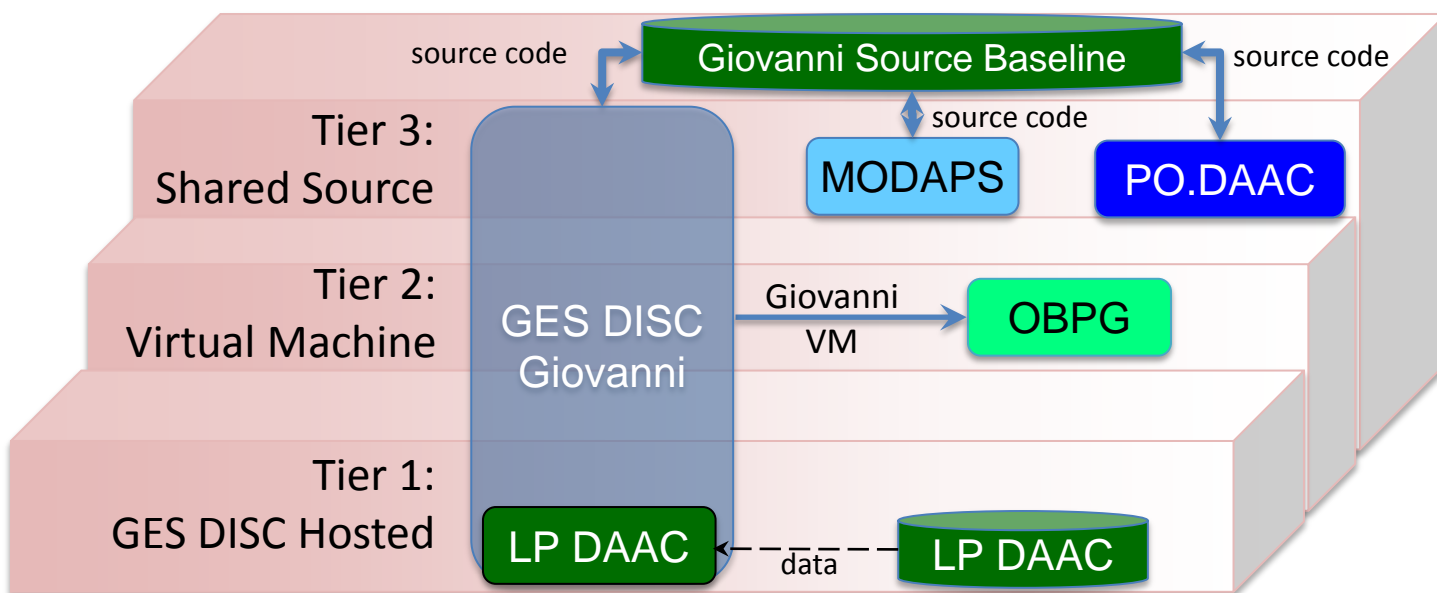 source code
Giovanni Source Baseline
source code
source code
Tier 3:
Shared Source
MODAPS
PO.DAAC
Tier 2:
Virtual Machine
GES DISC
Giovanni
Giovanni
VM
OBPG
Tier 1:
GES DISC Hosted
LP DAAC
data
LP DAAC